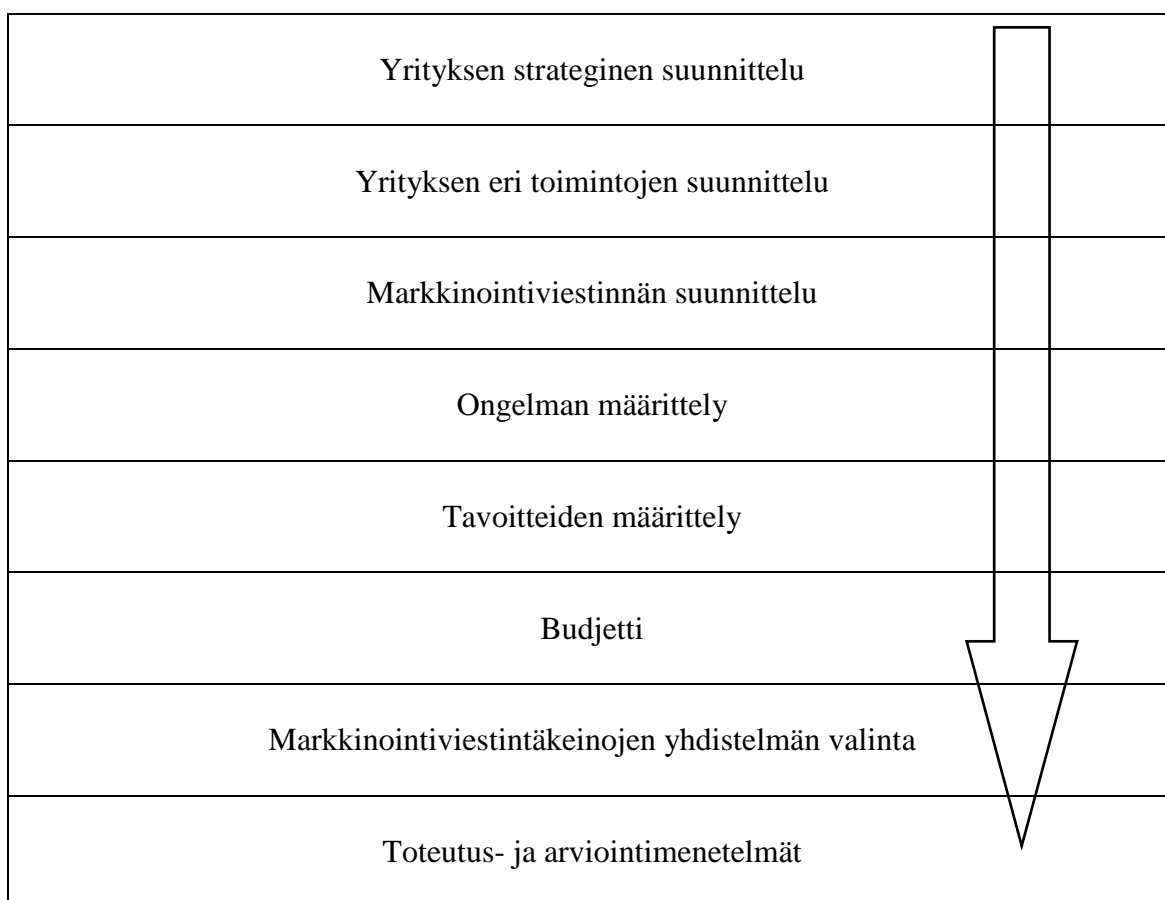 Yrityksen strateginen suunnittelu
Yrityksen eri toimintojen suunnittelu
Markkinointiviestinnän suunnittelu
Ongelman määrittely
Tavoitteiden määrittely
Budjetti
Markkinointiviestintäkeinojen yhdistelmän valinta
Toteutus- ja arviointimenetelmät